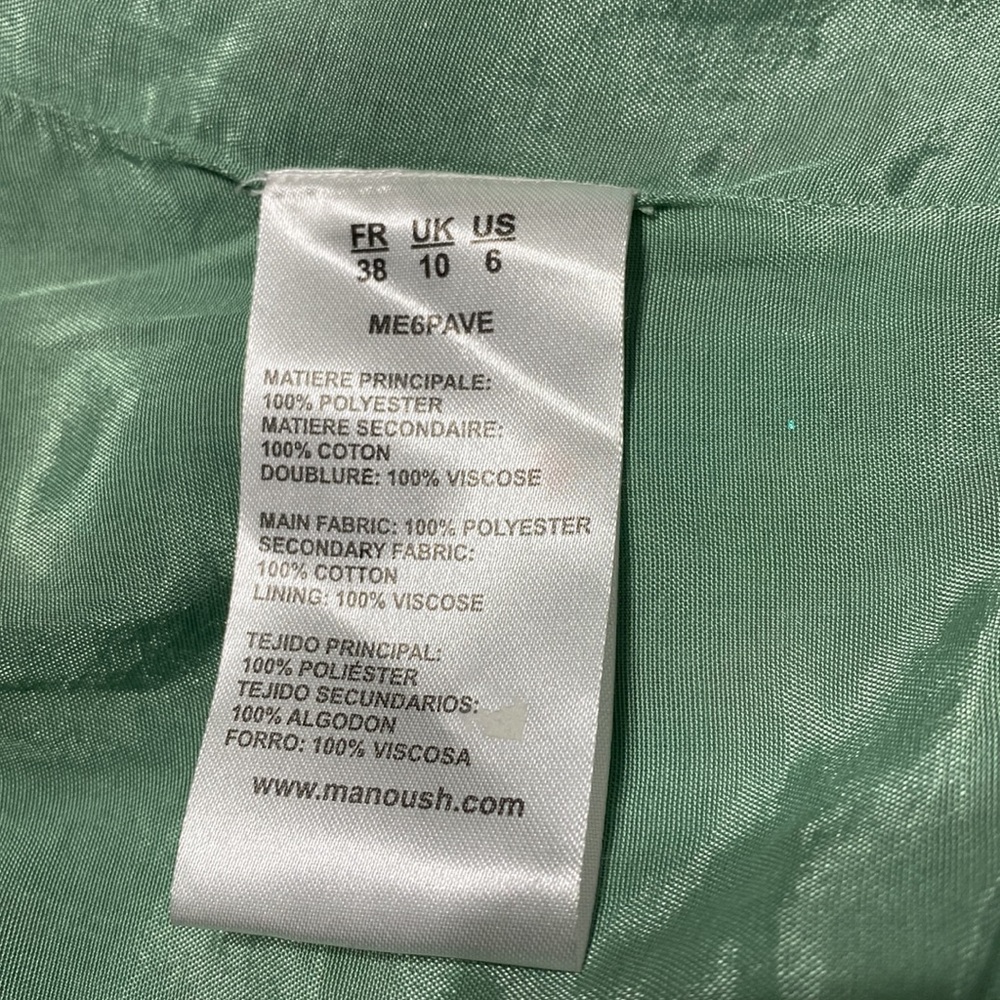 FR UK US
38 10 6
ME6PAVE
MATIERE PRINCIPALE:
100% POLYESTER
MATIERE SECONDAIRE:
100% COTON
DOUBLURE: 100% VISCOSE
MAIN FABRIC: 100% POLYESTER
SECONDARY FABRIC:
100% COTTON
LINING: 100% VISCOSE
TEJIDO PRINCIPAL:
100% POLIÉSTER
TEJIDO SECUNDARIOS:
100% ALGODON
FORRO: 100% VISCOSA
www.manoush.com